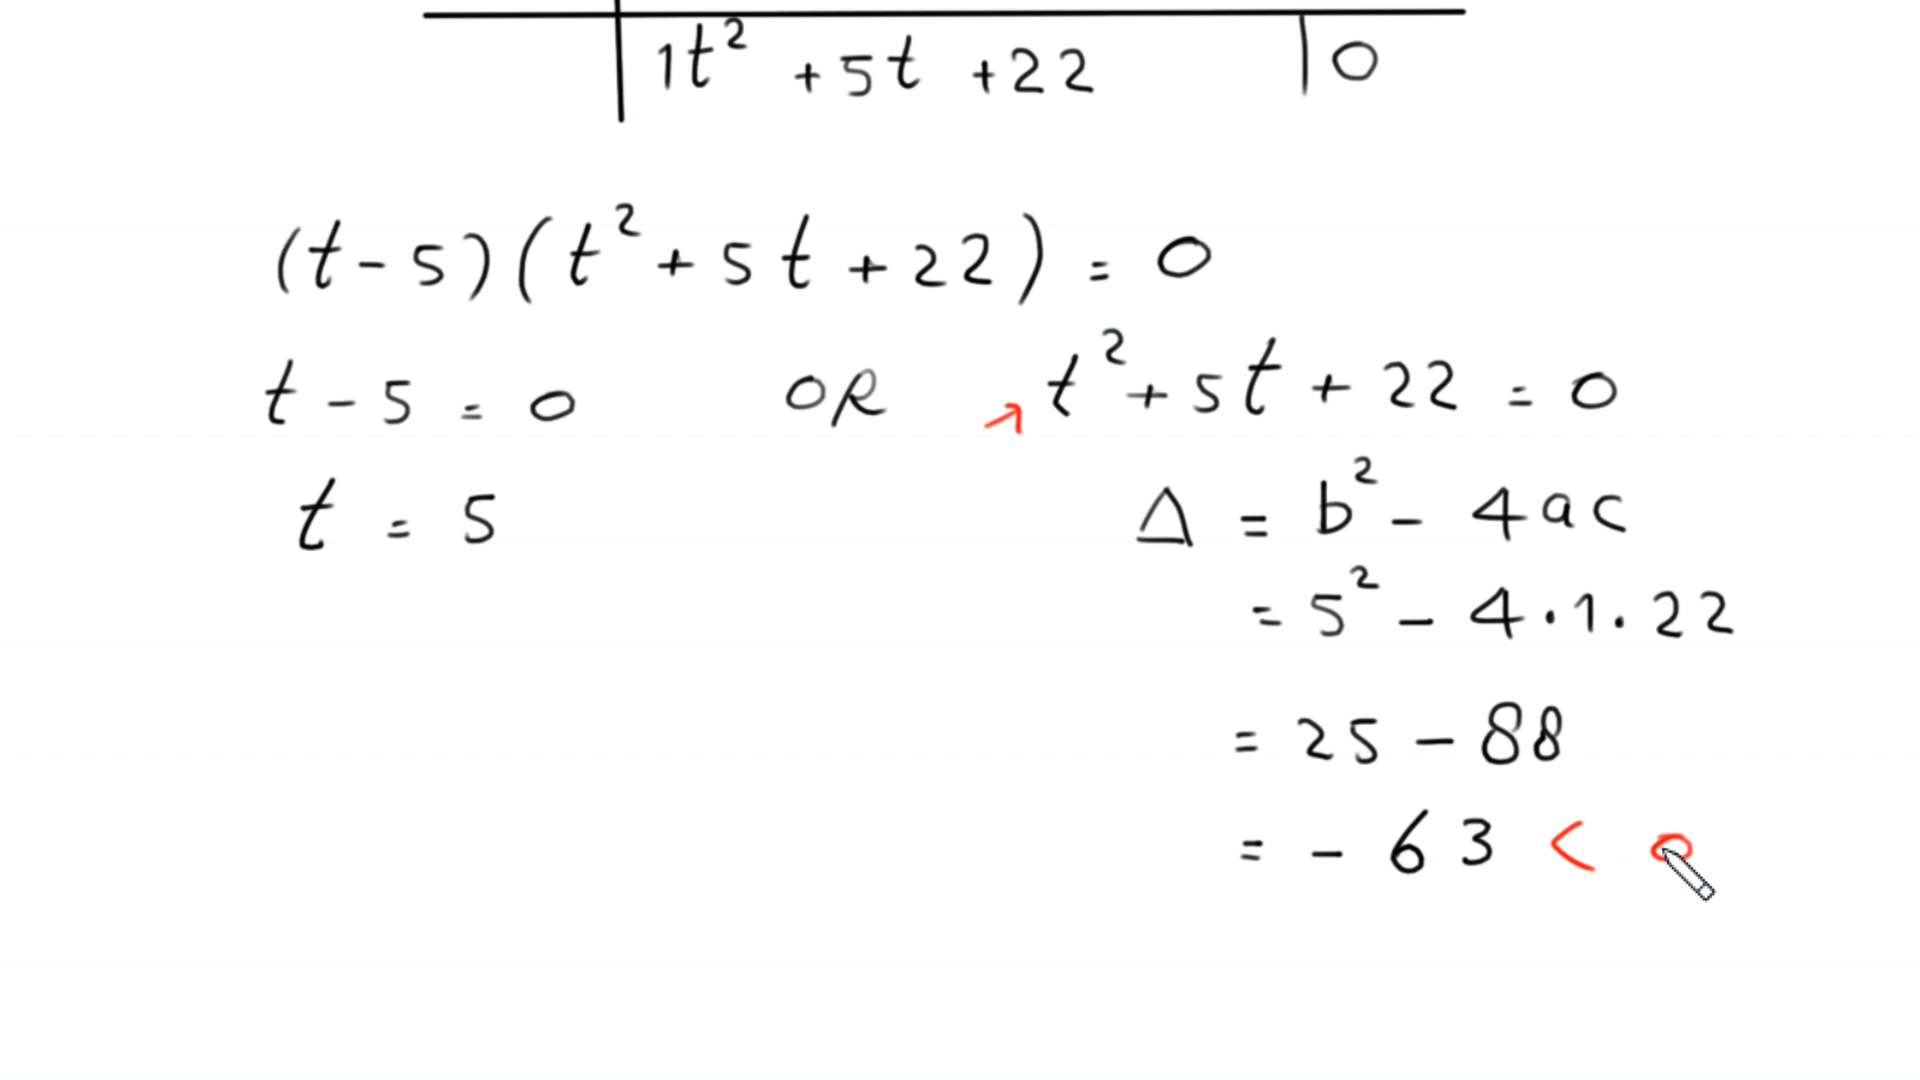 1t² + 5t + 22 | 0
(t - 5)(t² + 5t + 22) = 0
t - 5 = 0 OR t² + 5t + 22 = 0
t = 5 Δ = b² - 4ac
= 5² - 4·1·22
= 25 - 88
= - 63 < 0